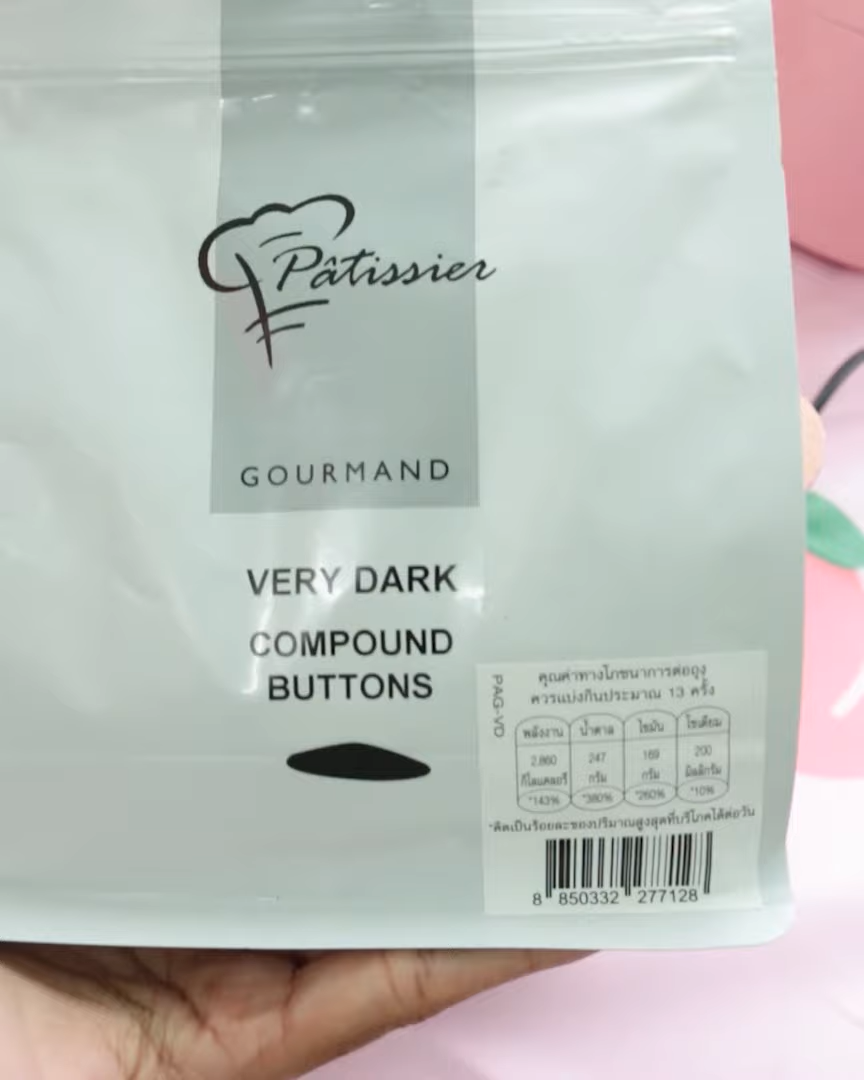 Pâtissier
GOURMAND
VERY DARK
COMPOUND
BUTTONS
PAG-VD
คุณค่าทางโภชนาการต่อถุง
ควรแบ่งกินประมาณ 13 ครั้ง
พลังงาน น้ำตาล ไขมัน โซเดียม
2,860 247 169 200
กิโลแคลอรี กรัม กรัม มิลลิกรัม
*143% *380% *260% *10%
*คิดเป็นร้อยละของปริมาณสูงสุดที่บริโภคได้ต่อวัน
8 850332 277128